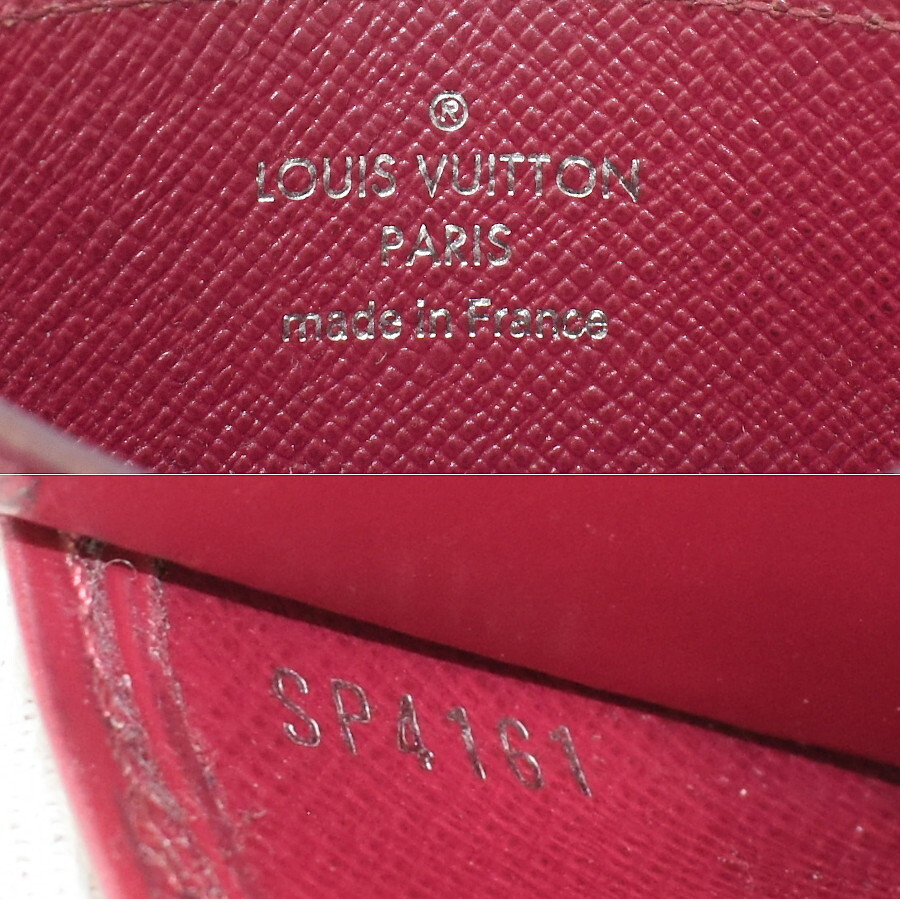 ®
LOUIS VUITTON
PARIS
made in France
SP4161